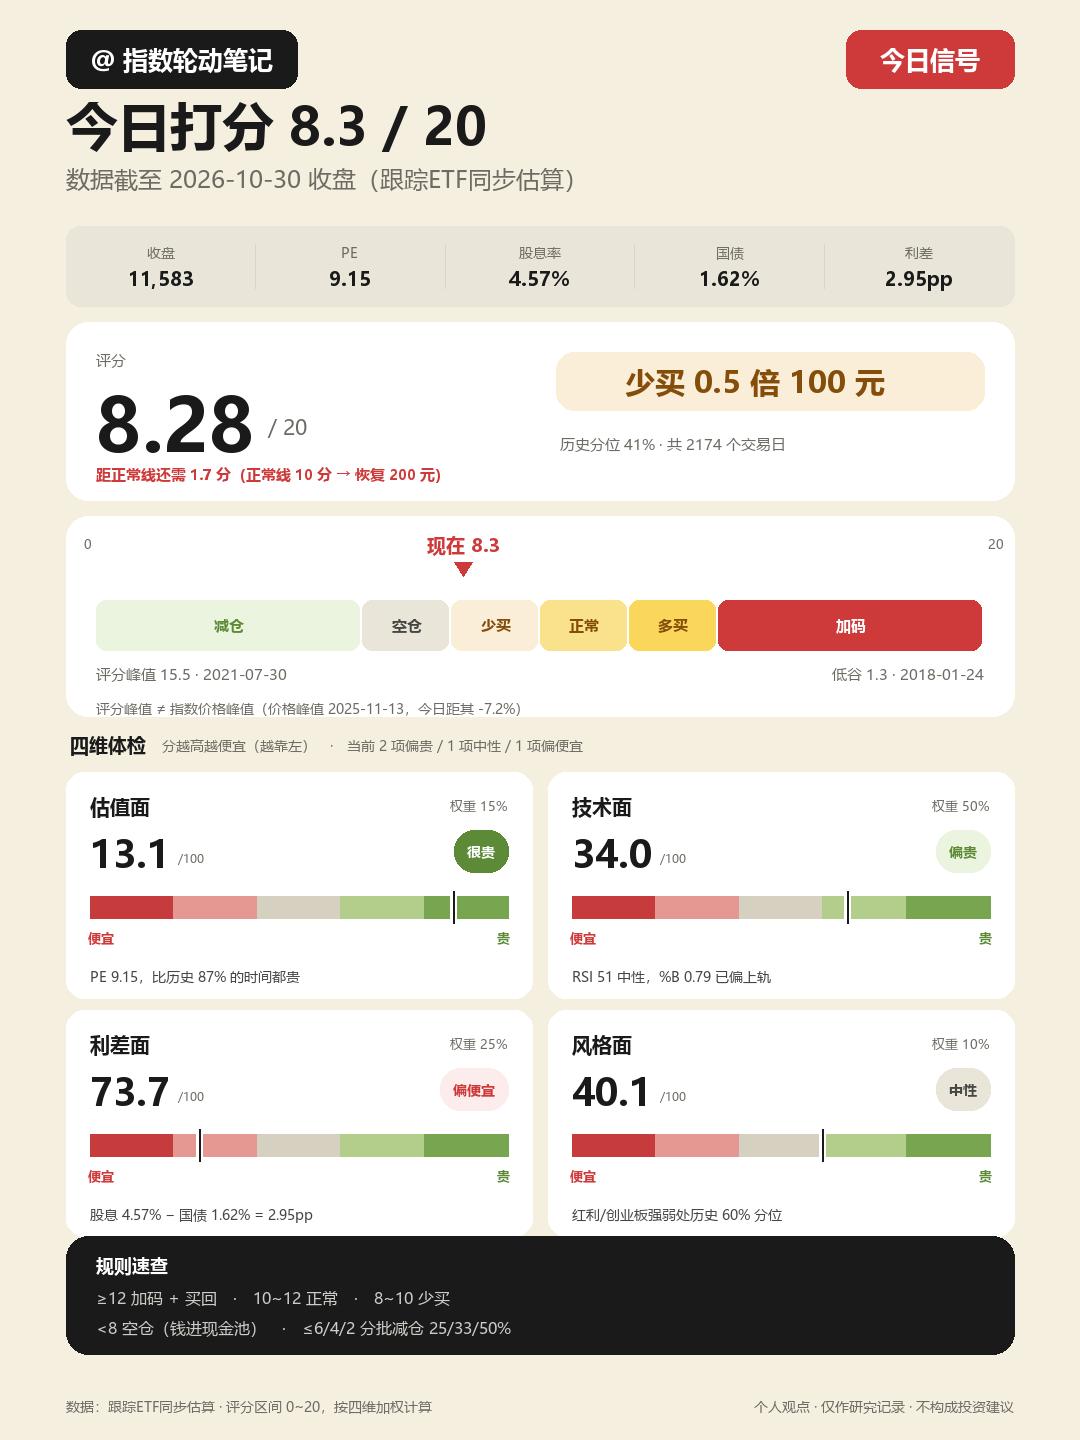 @ 指数轮动笔记
今日信号
今日打分 8.3 / 20
数据截至 2026-10-30 收盘（跟踪ETF同步估算）
收盘 PE 股息率 国债 利差
11,583 9.15 4.57% 1.62% 2.95pp
评分
8.28 / 20
距正常线还需 1.7 分（正常线 10 分 → 恢复 200 元）
少买 0.5 倍 100 元
历史分位 41% · 共 2174 个交易日
0 现在 8.3 20
减仓 空仓 少买 正常 多买 加码
评分峰值 15.5 · 2021-07-30 低谷 1.3 · 2018-01-24
评分峰值 ≠ 指数价格峰值（价格峰值 2025-11-13，今日距其 -7.2%）
四维体检 分越高越便宜（越靠左） · 当前 2 项偏贵 / 1 项中性 / 1 项偏便宜
估值面 权重 15%
13.1 /100 很贵
便宜 贵
PE 9.15，比历史 87% 的时间都贵
技术面 权重 50%
34.0 /100 偏贵
便宜 贵
RSI 51 中性，%B 0.79 已偏上轨
利差面 权重 25%
73.7 /100 偏便宜
便宜 贵
股息 4.57% − 国债 1.62% = 2.95pp
风格面 权重 10%
40.1 /100 中性
便宜 贵
红利/创业板强弱处历史 60% 分位
规则速查
≥12 加码 + 买回 · 10~12 正常 · 8~10 少买
<8 空仓（钱进现金池） · ≤6/4/2 分批减仓 25/33/50%
数据：跟踪ETF同步估算 · 评分区间 0~20，按四维加权计算
个人观点 · 仅作研究记录 · 不构成投资建议